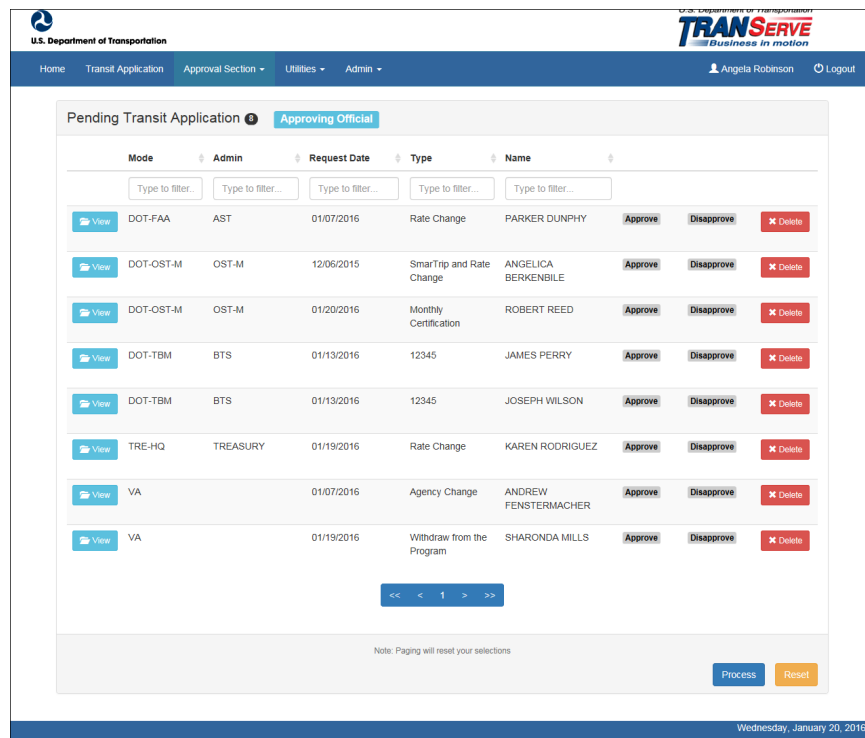 U.S. Department of Transportation
U.S. Department of Transportation
TRANSERVE
Business in motion
Home Transit Application Approval Section Utilities Admin Angela Robinson Logout
Pending Transit Application 8 Approving Official
Mode Admin Request Date Type Name
Type to filter.. Type to filter... Type to filter... Type to filter... Type to filter...
View DOT-FAA AST 01/07/2016 Rate Change PARKER DUNPHY Approve Disapprove Delete
View DOT-OST-M OST-M 12/06/2015 SmarTrip and Rate ANGELICA Approve Disapprove Delete
Change BERKENBILE
View DOT-OST-M OST-M 01/20/2016 Monthly ROBERT REED Approve Disapprove Delete
Certification
View DOT-TBM BTS 01/13/2016 12345 JAMES PERRY Approve Disapprove Delete
View DOT-TBM BTS 01/13/2016 12345 JOSEPH WILSON Approve Disapprove Delete
View TRE-HQ TREASURY 01/19/2016 Rate Change KAREN RODRIGUEZ Approve Disapprove Delete
View VA 01/07/2016 Agency Change ANDREW Approve Disapprove Delete
FENSTERMACHER
View VA 01/19/2016 Withdraw from the SHARONDA MILLS Approve Disapprove Delete
Program
<< < 1 > >>
Note: Paging will reset your selections
Process Reset
Wednesday, January 20, 2016